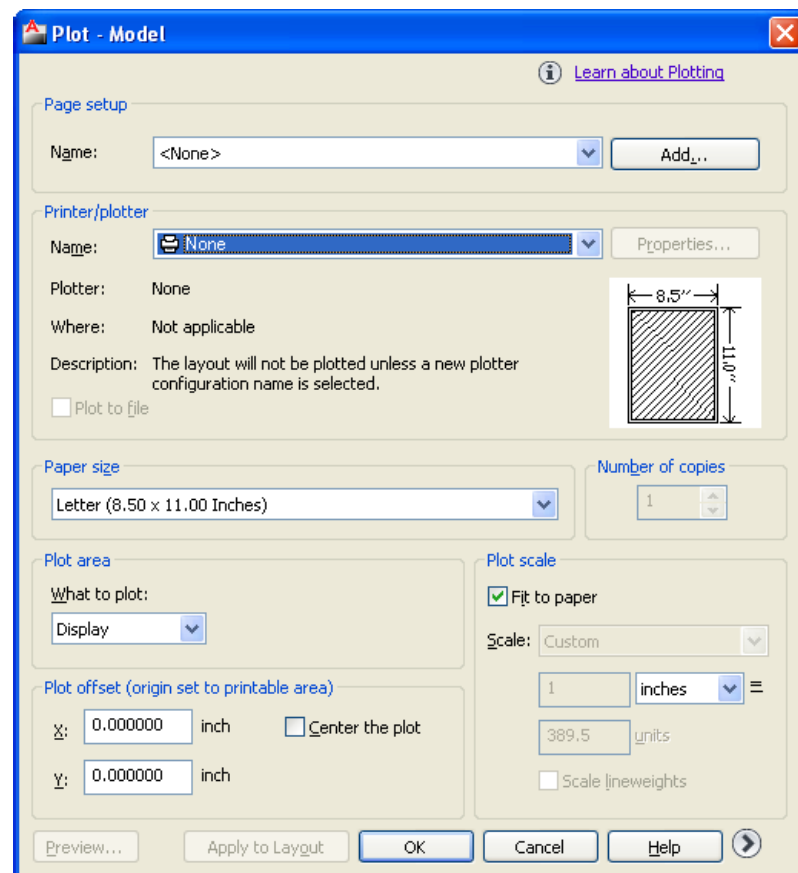 Plot - Model
Learn about Plotting
Page setup
Name: <None> Add...
Printer/plotter
Name: None Properties...
Plotter: None
Where: Not applicable
Description: The layout will not be plotted unless a new plotter
configuration name is selected.
Plot to file
8.5″
11.0″
Paper size
Letter (8.50 x 11.00 Inches)
Number of copies
1
Plot area
What to plot:
Display
Plot scale
Fit to paper
Scale: Custom
1 inches =
389.5 units
Scale lineweights
Plot offset (origin set to printable area)
X: 0.000000 inch Center the plot
Y: 0.000000 inch
Preview... Apply to Layout OK Cancel Help